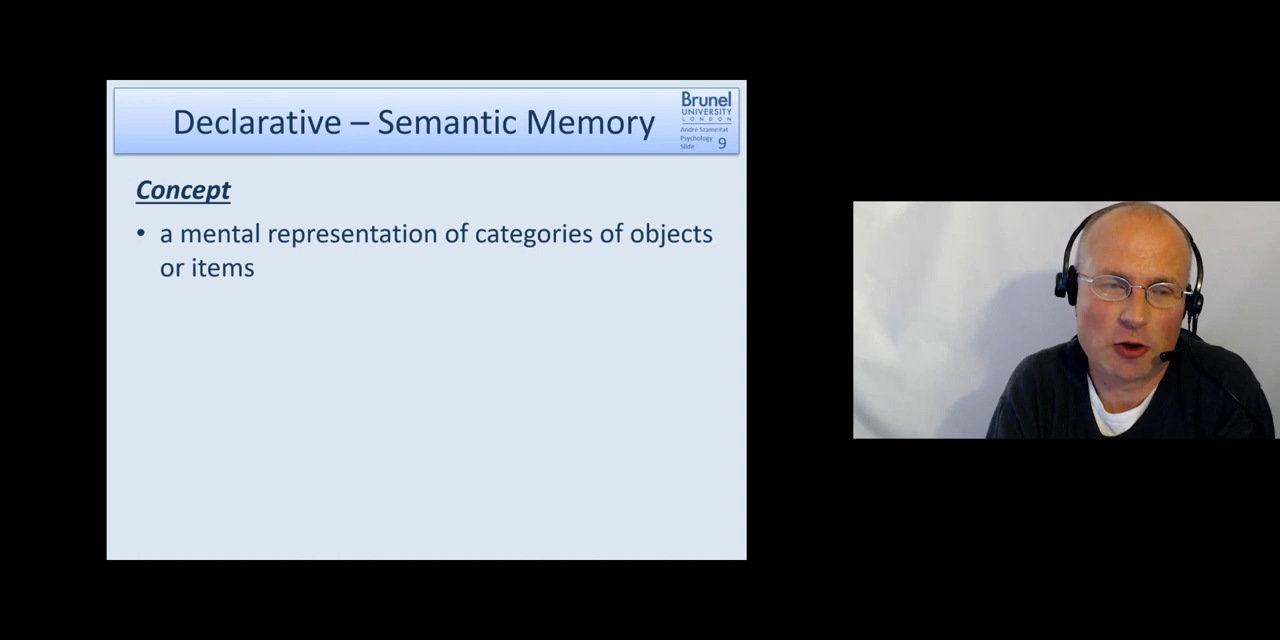 Declarative – Semantic Memory
Brunel
UNIVERSITY
LONDON
André Szameitat
Psychology
Slide 9
Concept
• a mental representation of categories of objects
or items